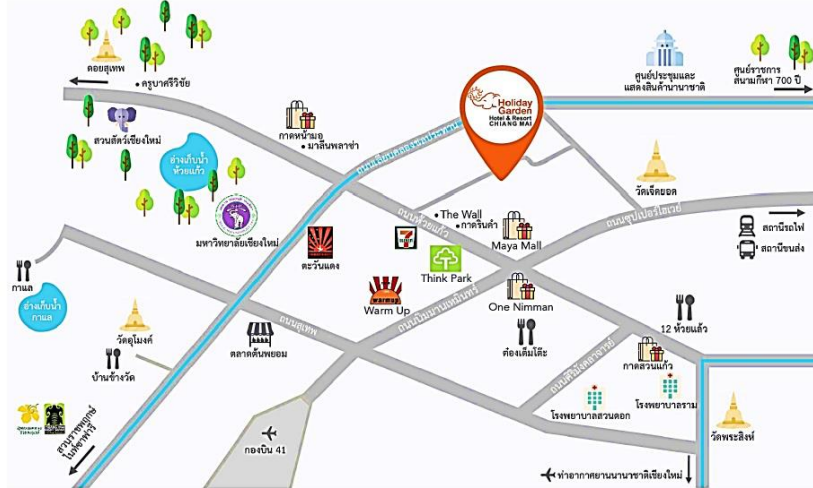 ดอยสุเทพ
• ครูบาศรีวิชัย
สวนสัตว์เชียงใหม่
อ่างเก็บน้ำ
ห้วยแก้ว
มหาวิทยาลัยเชียงใหม่
กาดหน้ามอ
• มาลีนพลาซ่า
Holiday
Garden
Hotel & Resort
CHIANG MAI
ศูนย์ประชุมและ
แสดงสินค้านานาชาติ
ศูนย์ราชการ
สนามกีฬา 700 ปี
วัดเจ็ดยอด
ถนนซุปเปอร์ไฮเวย์
สถานีรถไฟ
สถานีขนส่ง
ถนนห้วยแก้ว
• The Wall
• กาดรินคำ
Maya Mall
7
ELEVEN
Think Park
ตะวันแดง
warmup
Warm Up
ถนนนิมมานเหมินทร์
One Nimman
ต๋องเต็มโต๊ะ
12 ห้วยแล้ว
กาแล
อ่างเก็บน้ำ
กาแล
วัดอุโมงค์
บ้านข้างวัด
ถนนสุเทพ
ตลาดต้นพยอม
ถนนศิริมังคลาจารย์
กาดสวนแก้ว
โรงพยาบาลสวนดอก
โรงพยาบาลราม
วัดพระสิงห์
สวนราชพฤกษ์
ไนท์ซาฟารี
กองบิน 41
ท่าอากาศยานนานาชาติเชียงใหม่